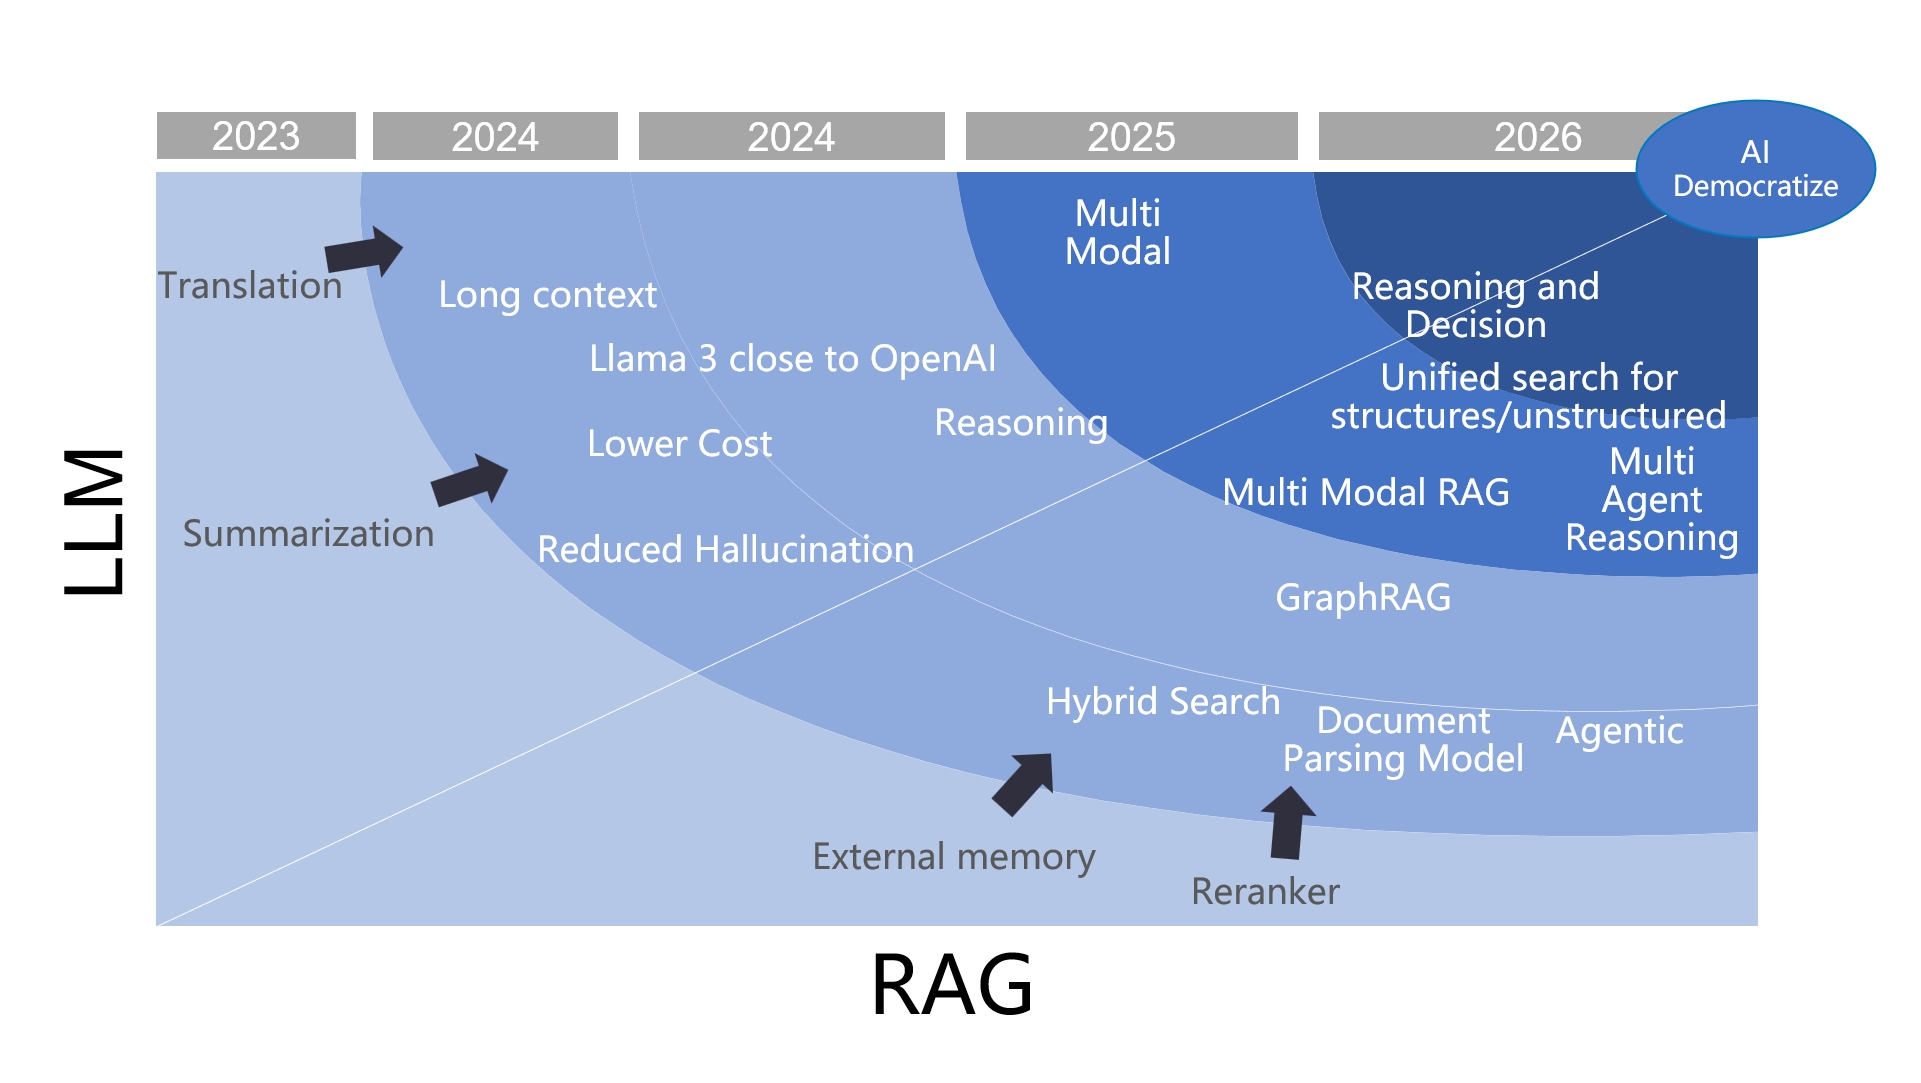 2023
2024
2024
2025
2026
AI
Democratize
Multi
Modal
Translation
Long context
Reasoning and
Decision
Llama 3 close to OpenAI
Unified search for
structures/unstructured
Reasoning
Lower Cost
Multi
Agent
Reasoning
Multi Modal RAG
Summarization
Reduced Hallucination
LLM
GraphRAG
Hybrid Search
Document
Parsing Model
Agentic
External memory
Reranker
RAG